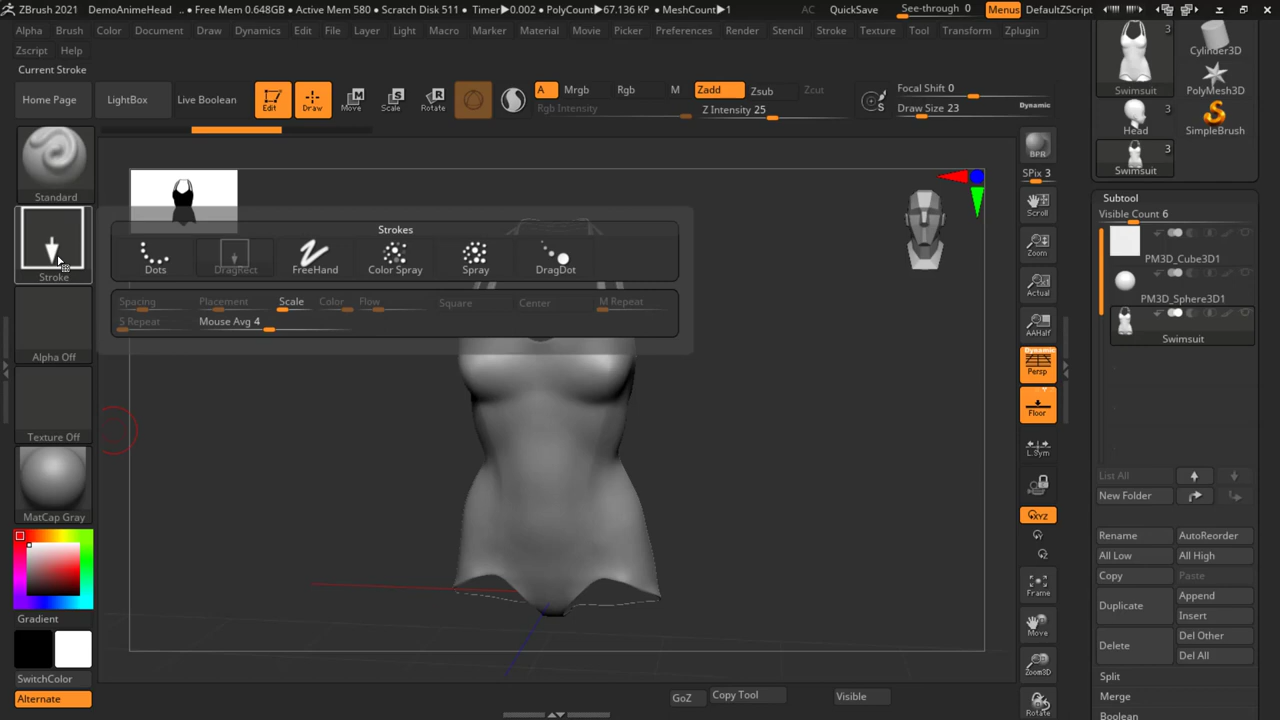 ZBrush 2021 DemoAnimeHead .. • Free Mem 0.648GB • Active Mem 580 • Scratch Disk 511 • Timer▶0.002 • PolyCount▶67.136 KP • MeshCount▶1 AC QuickSave See-through 0 Menus DefaultZScript
Alpha Brush Color Document Draw Dynamics Edit File Layer Light Macro Marker Material Movie Picker Preferences Render Stencil Stroke Texture Tool Transform Zplugin
Zscript Help
Current Stroke
Home Page LightBox Live Boolean Edit Draw Move Scale Rotate
A Mrgb Rgb M Zadd Zsub Zcut
Rgb Intensity Z Intensity 25
Focal Shift 0
Draw Size 23 Dynamic
Standard
Stroke
Alpha Off
Texture Off
MatCap Gray
Gradient
SwitchColor
Alternate
Strokes
Dots DragRect FreeHand Color Spray Spray DragDot
Spacing Placement Scale Color Flow Square Center M Repeat
S Repeat Mouse Avg 4
BPR
SPix 3
Scroll
Zoom
Actual
AAHalf
Dynamic
Persp
Floor
L.Sym
XYZ
Y
Z
Frame
Move
Zoom3D
Rotate
3
Swimsuit
Cylinder3D
PolyMesh3D
Head
SimpleBrush
3
Swimsuit
Subtool
Visible Count 6
PM3D_Cube3D1
PM3D_Sphere3D1
Swimsuit
List All
New Folder
Rename AutoReorder
All Low All High
Copy Paste
Duplicate Append
Insert
Delete Del Other
Del All
Split
Merge
Boolean
GoZ Copy Tool Visible